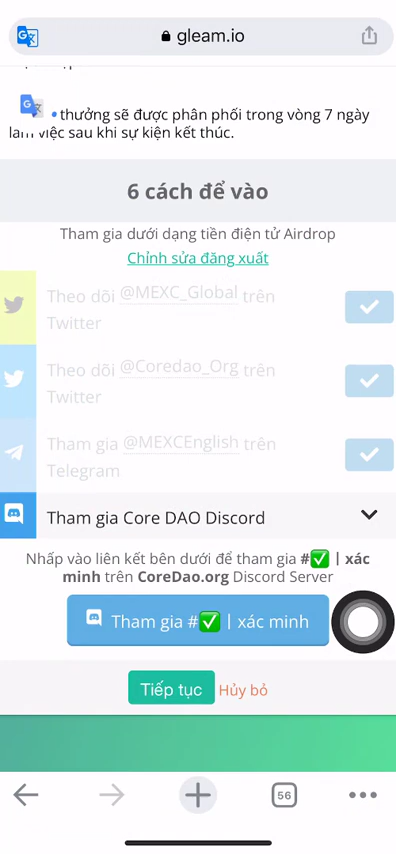 gleam.io
thưởng sẽ được phân phối trong vòng 7 ngày
làm việc sau khi sự kiện kết thúc.
6 cách để vào
Tham gia dưới dạng tiền điện tử Airdrop
Chỉnh sửa đăng xuất
Theo dõi @MEXC_Global trên
Twitter
Theo dõi @Coredao_Org trên
Twitter
Tham gia @MEXCEnglish trên
Telegram
Tham gia Core DAO Discord
Nhấp vào liên kết bên dưới để tham gia #✅ | xác
minh trên CoreDao.org Discord Server
Tham gia #✅ | xác minh
Tiếp tục Hủy bỏ
56